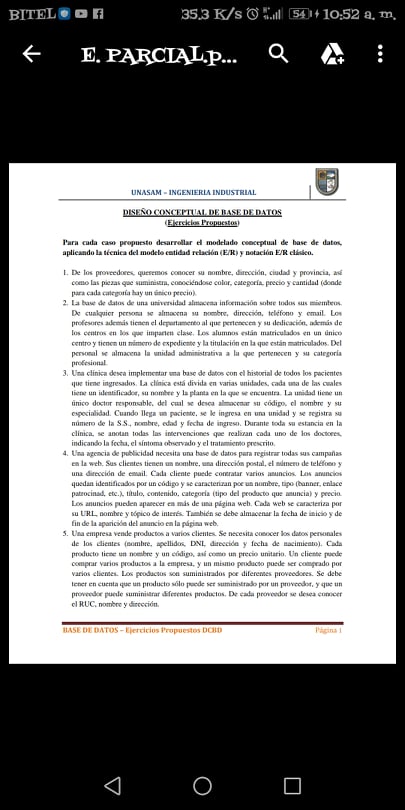 BITEL 35.3 K/s 54 10:52 a. m.
E. PARCIAL.p...
UNASAM – INGENIERIA INDUSTRIAL
DISEÑO CONCEPTUAL DE BASE DE DATOS
(Ejercicios Propuestos)
Para cada caso propuesto desarrollar el modelado conceptual de base de datos,
aplicando la técnica del modelo entidad relación (E/R) y notación E/R clásico.
1. De los proveedores, queremos conocer su nombre, dirección, ciudad y provincia, así
como las piezas que suministra, conociéndose color, categoría, precio y cantidad (donde
para cada categoría hay un único precio).
2. La base de datos de una universidad almacena información sobre todos sus miembros.
De cualquier persona se almacena su nombre, dirección, teléfono y email. Los
profesores además tienen el departamento al que pertenecen y su dedicación, además de
los centros en los que imparten clase. Los alumnos están matriculados en un único
centro y tienen un número de expediente y la titulación en la que están matriculados. Del
personal se almacena la unidad administrativa a la que pertenecen y su categoría
profesional.
3. Una clínica desea implementar una base de datos con el historial de todos los pacientes
que tiene ingresados. La clínica está divida en varias unidades, cada una de las cuales
tiene un identificador, su nombre y la planta en la que se encuentra. La unidad tiene un
único doctor responsable, del cual se desea almacenar su código, el nombre y su
especialidad. Cuando llega un paciente, se le ingresa en una unidad y se registra su
número de la S.S., nombre, edad y fecha de ingreso. Durante toda su estancia en la
clínica, se anotan todas las intervenciones que realizan cada uno de los doctores,
indicando la fecha, el síntoma observado y el tratamiento prescrito.
4. Una agencia de publicidad necesita una base de datos para registrar todas sus campañas
en la web. Sus clientes tienen un nombre, una dirección postal, el número de teléfono y
una dirección de email. Cada cliente puede contratar varios anuncios. Los anuncios
quedan identificados por un código y se caracterizan por un nombre, tipo (banner, enlace
patrocinad, etc.), título, contenido, categoría (tipo del producto que anuncia) y precio.
Los anuncios pueden aparecer en más de una página web. Cada web se caracteriza por
su URL, nombre y tópico de interés. También se debe almacenar la fecha de inicio y de
fin de la aparición del anuncio en la página web.
5. Una empresa vende productos a varios clientes. Se necesita conocer los datos personales
de los clientes (nombre, apellidos, DNI, dirección y fecha de nacimiento). Cada
producto tiene un nombre y un código, así como un precio unitario. Un cliente puede
comprar varios productos a la empresa, y un mismo producto puede ser comprado por
varios clientes. Los productos son suministrados por diferentes proveedores. Se debe
tener en cuenta que un producto sólo puede ser suministrado por un proveedor, y que un
proveedor puede suministrar diferentes productos. De cada proveedor se desea conocer
el RUC, nombre y dirección.
BASE DE DATOS – Ejercicios Propuestos DCBD Página 1